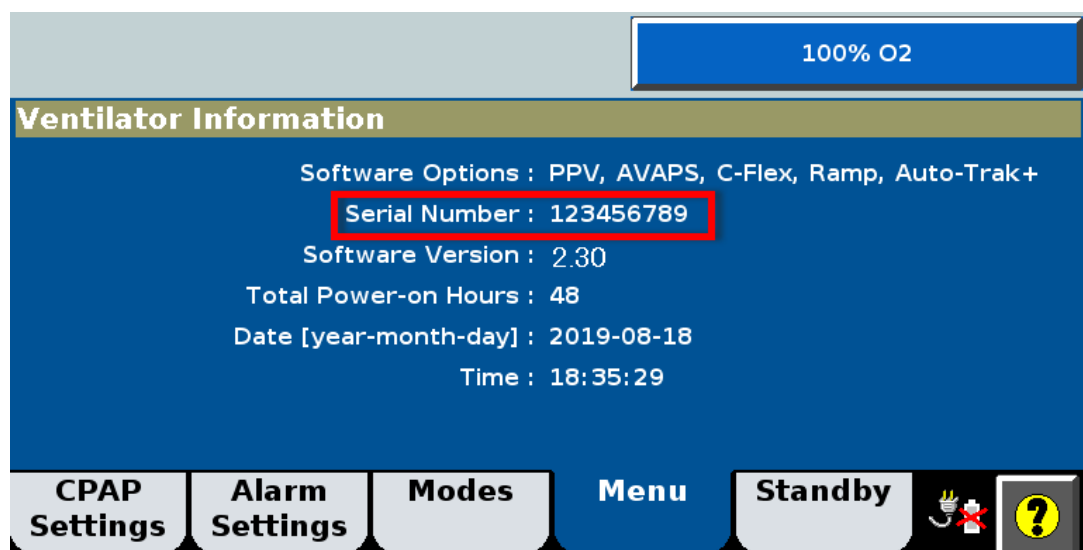 100% O2
Ventilator Information
Software Options : PPV, AVAPS, C-Flex, Ramp, Auto-Trak+
Serial Number : 123456789
Software Version : 2.30
Total Power-on Hours : 48
Date [year-month-day] : 2019-08-18
Time : 18:35:29
CPAP Settings
Alarm Settings
Modes
Menu
Standby
?